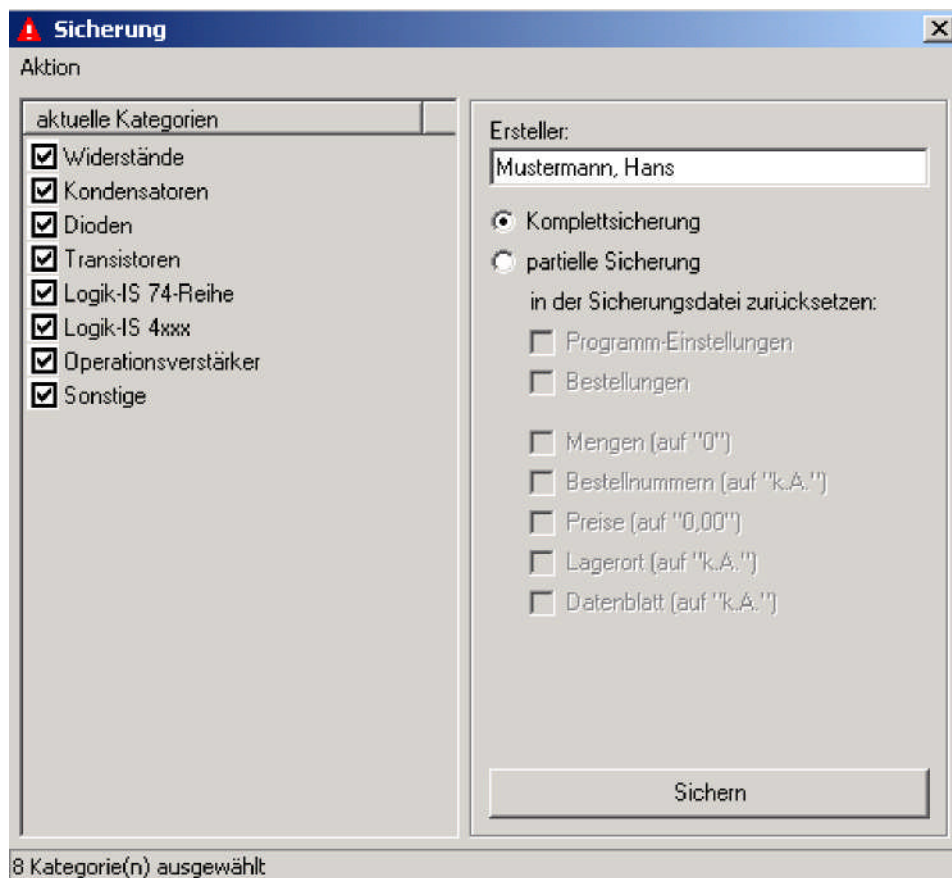 Sicherung
Aktion
aktuelle Kategorien
Widerstände
Kondensatoren
Dioden
Transistoren
Logik-IS 74-Reihe
Logik-IS 4xxx
Operationsverstärker
Sonstige
Ersteller:
Mustermann, Hans
Komplettsicherung
partielle Sicherung
in der Sicherungsdatei zurücksetzen:
Programm-Einstellungen
Bestellungen
Mengen (auf "0")
Bestellnummern (auf "k.A.")
Preise (auf "0,00")
Lagerort (auf "k.A.")
Datenblatt (auf "k.A.")
Sichern
8 Kategorie(n) ausgewählt